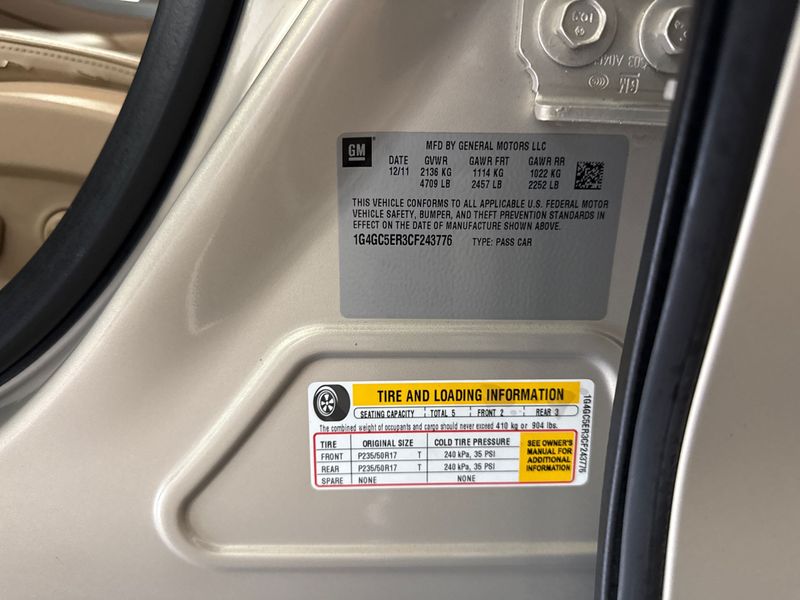 10.9
GM
GM
MFD BY GENERAL MOTORS LLC
DATE GVWR GAWR FRT GAWR RR
12/11 2136 KG 1114 KG 1022 KG
4709 LB 2457 LB 2252 LB
THIS VEHICLE CONFORMS TO ALL APPLICABLE U.S. FEDERAL MOTOR
VEHICLE SAFETY, BUMPER, AND THEFT PREVENTION STANDARDS IN
EFFECT ON THE DATE OF MANUFACTURE SHOWN ABOVE.
1G4GC5ER3CF243776 TYPE: PASS CAR
TIRE AND LOADING INFORMATION
SEATING CAPACITY TOTAL 5 FRONT 2 REAR 3
The combined weight of occupants and cargo should never exceed 410 kg or 904 lbs.
TIRE ORIGINAL SIZE COLD TIRE PRESSURE
FRONT P235/50R17 T 240 kPa, 35 PSI
REAR P235/50R17 T 240 kPa, 35 PSI
SPARE NONE NONE
SEE OWNER'S
MANUAL FOR
ADDITIONAL
INFORMATION
1G4GC5ER3CF243776